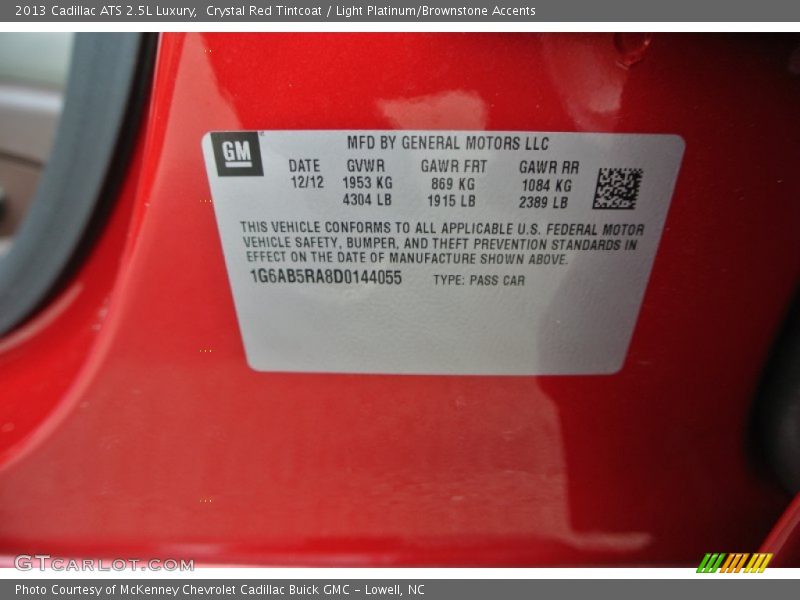 2013 Cadillac ATS 2.5L Luxury,  Crystal Red Tintcoat / Light Platinum/Brownstone Accents
GM
MFD BY GENERAL MOTORS LLC
DATE GVWR GAWR FRT GAWR RR
12/12 1953 KG 869 KG 1084 KG
4304 LB 1915 LB 2389 LB
THIS VEHICLE CONFORMS TO ALL APPLICABLE U.S. FEDERAL MOTOR
VEHICLE SAFETY, BUMPER, AND THEFT PREVENTION STANDARDS IN
EFFECT ON THE DATE OF MANUFACTURE SHOWN ABOVE.
1G6AB5RA8D0144055 TYPE: PASS CAR
GTcarlot.com
Photo Courtesy of McKenney Chevrolet Cadillac Buick GMC - Lowell, NC